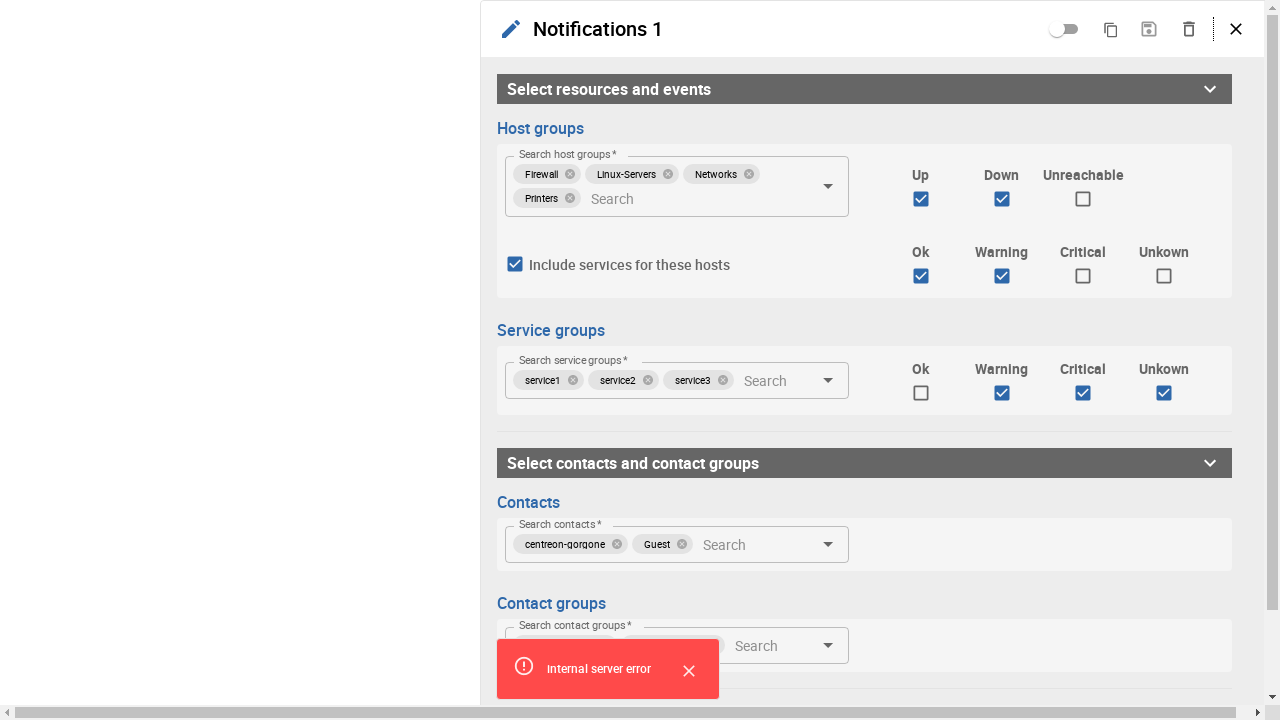 Notifications 1
Select resources and events
Host groups
Search host groups *
Firewall Linux-Servers Networks
Printers Search
Up Down Unreachable
Include services for these hosts
Ok Warning Critical Unkown
Service groups
Search service groups *
service1 service2 service3 Search
Ok Warning Critical Unkown
Select contacts and contact groups
Contacts
Search contacts *
centreon-gorgone Guest Search
Contact groups
Search contact groups *
Search
Internal server error